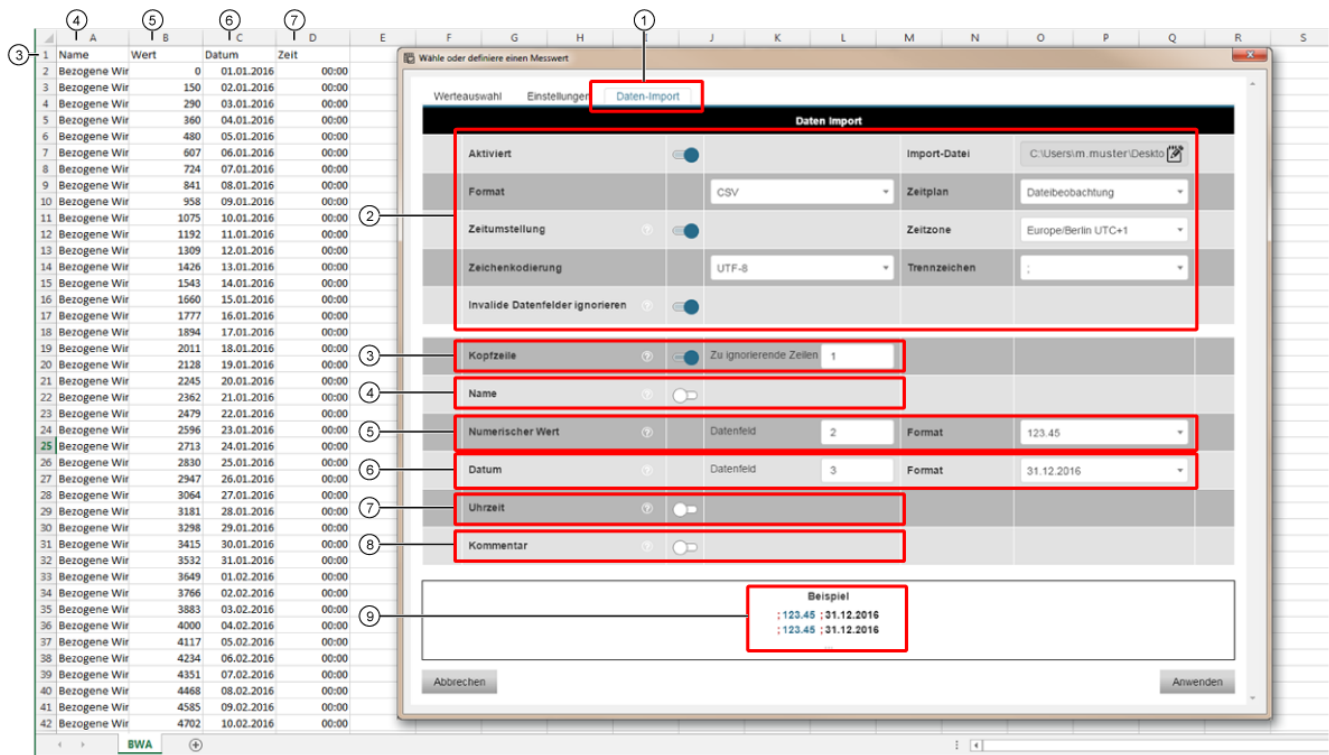 ④ ⑤ ⑥ ⑦ ①
A B C D E F G H I J K L M N O P Q R S
③ 1 Name Wert Datum Zeit
2 Bezogene Wir 0 01.01.2016 00:00
3 Bezogene Wir 150 02.01.2016 00:00
4 Bezogene Wir 290 03.01.2016 00:00
5 Bezogene Wir 360 04.01.2016 00:00
6 Bezogene Wir 480 05.01.2016 00:00
7 Bezogene Wir 607 06.01.2016 00:00
8 Bezogene Wir 724 07.01.2016 00:00
9 Bezogene Wir 841 08.01.2016 00:00
10 Bezogene Wir 958 09.01.2016 00:00
11 Bezogene Wir 1075 10.01.2016 00:00
12 Bezogene Wir 1192 11.01.2016 00:00
13 Bezogene Wir 1309 12.01.2016 00:00
14 Bezogene Wir 1426 13.01.2016 00:00
15 Bezogene Wir 1543 14.01.2016 00:00
16 Bezogene Wir 1660 15.01.2016 00:00
17 Bezogene Wir 1777 16.01.2016 00:00
18 Bezogene Wir 1894 17.01.2016 00:00
19 Bezogene Wir 2011 18.01.2016 00:00
20 Bezogene Wir 2128 19.01.2016 00:00
21 Bezogene Wir 2245 20.01.2016 00:00
22 Bezogene Wir 2362 21.01.2016 00:00
23 Bezogene Wir 2479 22.01.2016 00:00
24 Bezogene Wir 2596 23.01.2016 00:00
25 Bezogene Wir 2713 24.01.2016 00:00
26 Bezogene Wir 2830 25.01.2016 00:00
27 Bezogene Wir 2947 26.01.2016 00:00
28 Bezogene Wir 3064 27.01.2016 00:00
29 Bezogene Wir 3181 28.01.2016 00:00
30 Bezogene Wir 3298 29.01.2016 00:00
31 Bezogene Wir 3415 30.01.2016 00:00
32 Bezogene Wir 3532 31.01.2016 00:00
33 Bezogene Wir 3649 01.02.2016 00:00
34 Bezogene Wir 3766 02.02.2016 00:00
35 Bezogene Wir 3883 03.02.2016 00:00
36 Bezogene Wir 4000 04.02.2016 00:00
37 Bezogene Wir 4117 05.02.2016 00:00
38 Bezogene Wir 4234 06.02.2016 00:00
39 Bezogene Wir 4351 07.02.2016 00:00
40 Bezogene Wir 4468 08.02.2016 00:00
41 Bezogene Wir 4585 09.02.2016 00:00
42 Bezogene Wir 4702 10.02.2016 00:00
BWA
Wähle oder definiere einen Messwert
Werteauswahl Einstellungen Daten-Import
Daten Import
Aktiviert Import-Datei C:\Users\m.muster\Deskto
Format CSV Zeitplan Dateibeobachtung
②
Zeitumstellung ? Zeitzone Europe/Berlin UTC+1
Zeichenkodierung UTF-8 Trennzeichen ;
Invalide Datenfelder ignorieren ?
③ Kopfzeile ? Zu ignorierende Zeilen 1
④ Name ?
⑤ Numerischer Wert ? Datenfeld 2 Format 123.45
⑥ Datum ? Datenfeld 3 Format 31.12.2016
⑦ Uhrzeit ?
⑧ Kommentar ?
Beispiel
⑨ ;123.45 ;31.12.2016
;123.45 ;31.12.2016
...
Abbrechen Anwenden